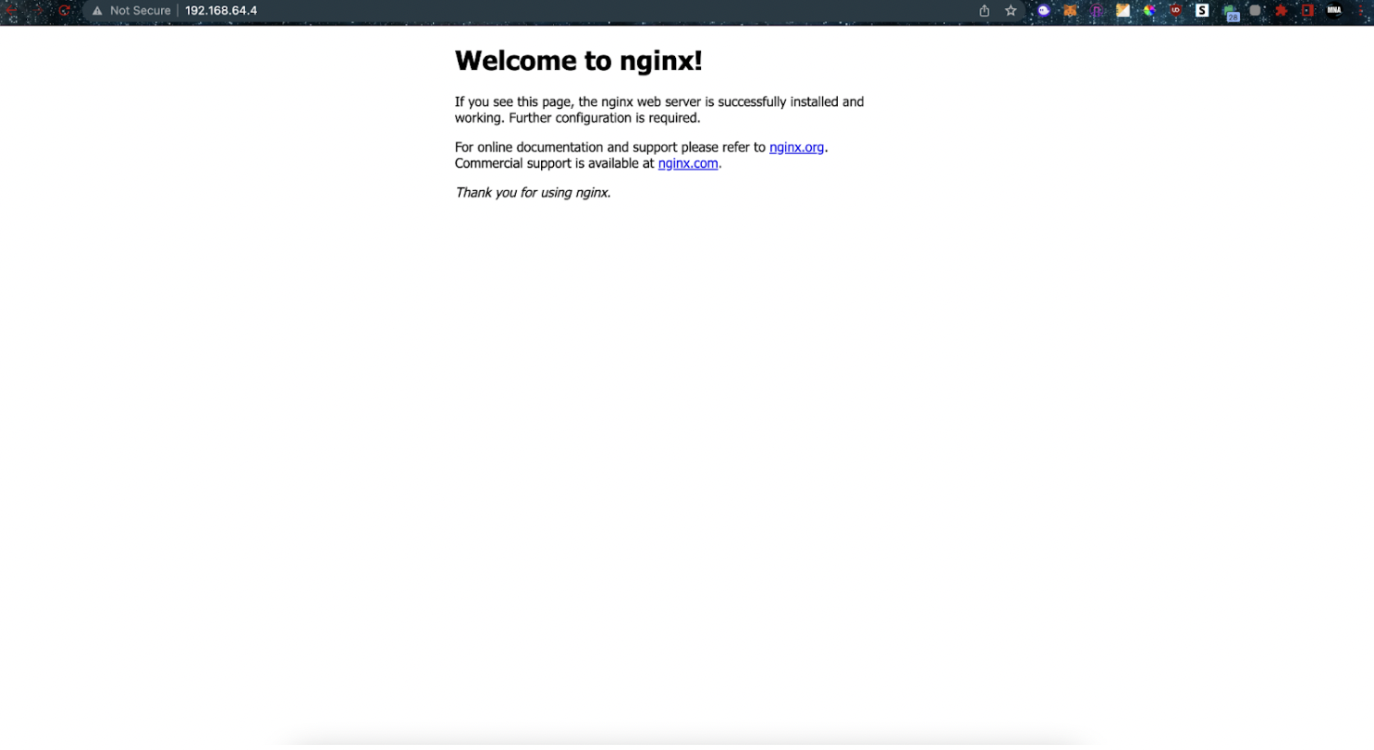 Not Secure | 192.168.64.4
28
Welcome to nginx!
If you see this page, the nginx web server is successfully installed and
working. Further configuration is required.
For online documentation and support please refer to nginx.org.
Commercial support is available at nginx.com.
Thank you for using nginx.